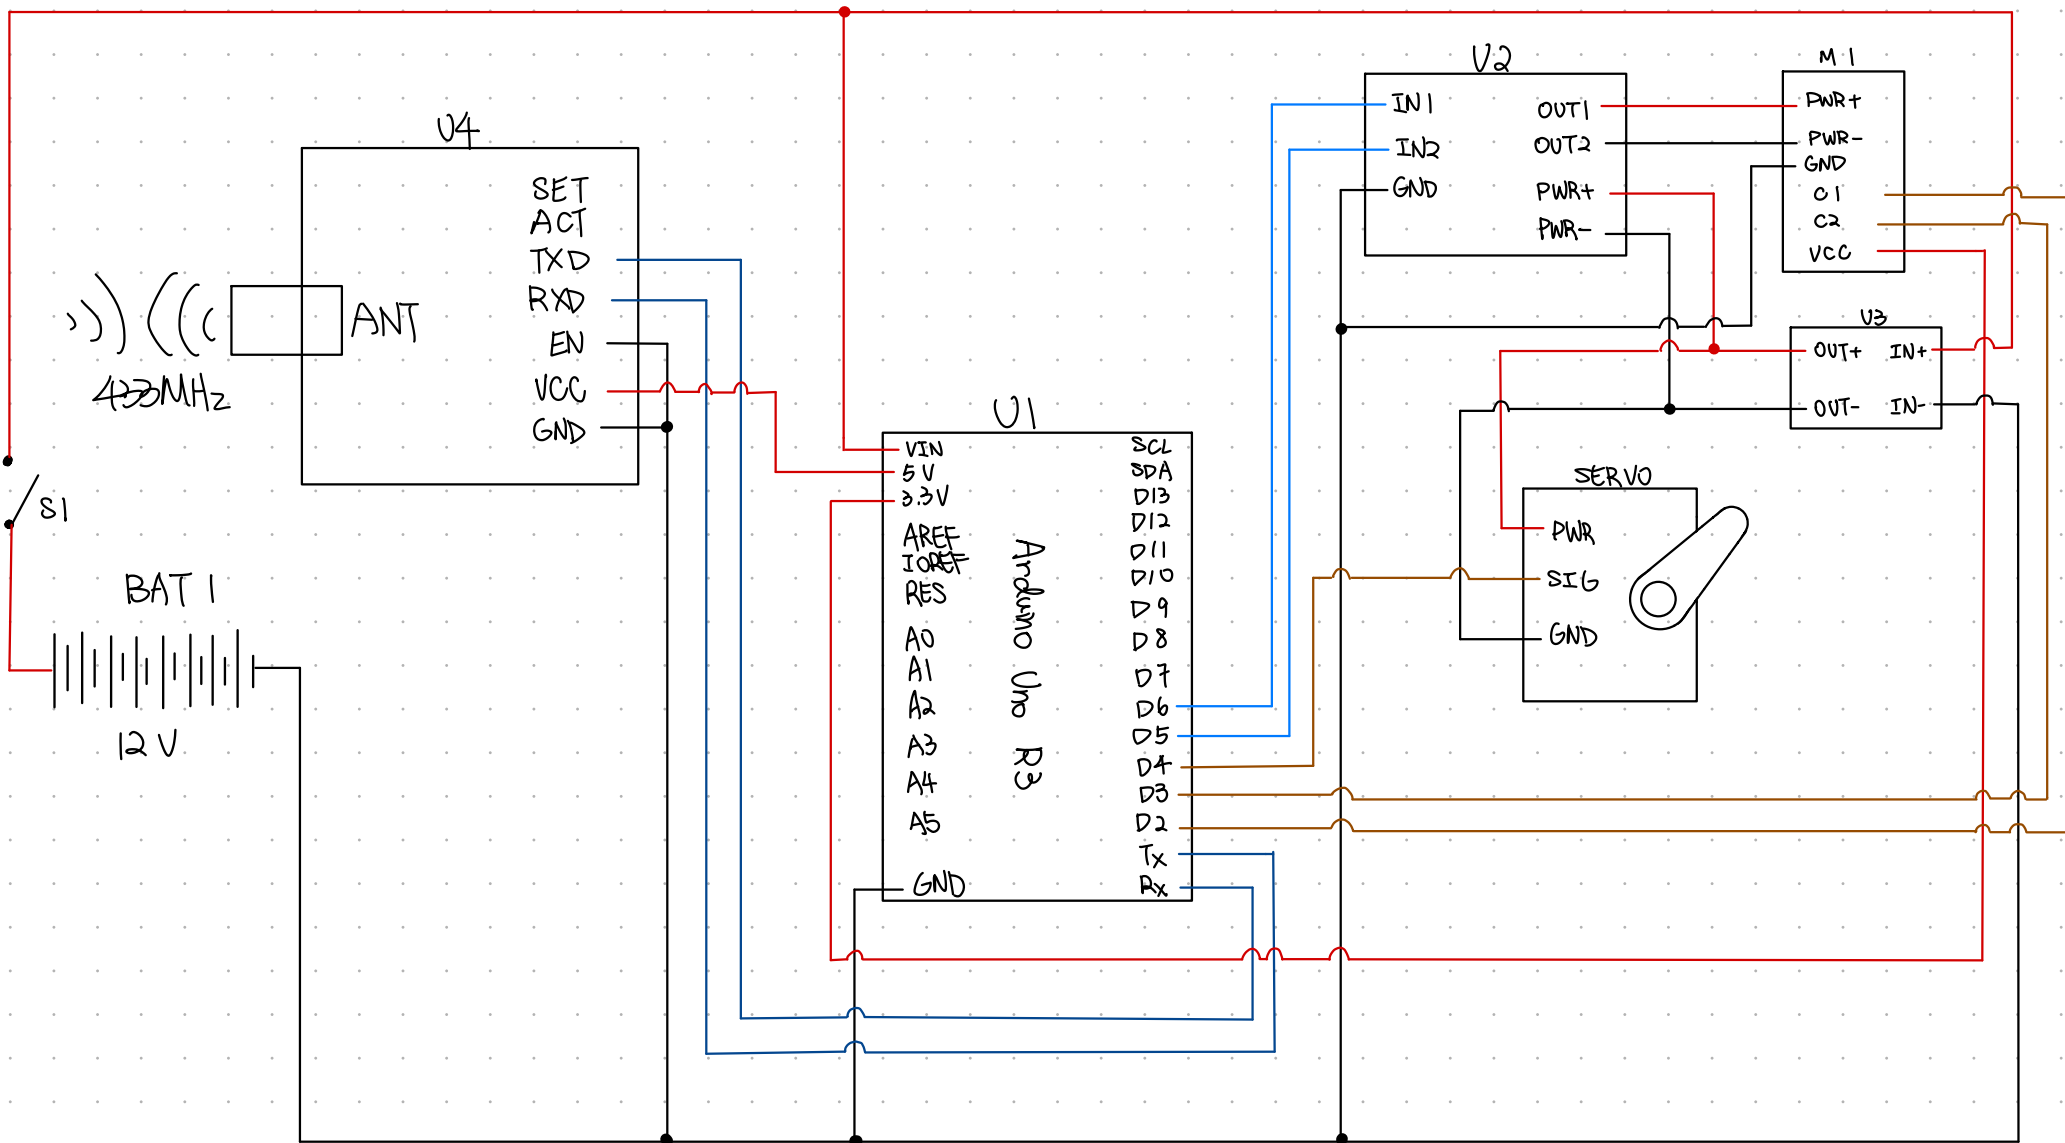 U4
SET
ACT
TXD
RXD
EN
VCC
GND
ANT
433MHz
S1
BAT 1
12V
U1
VIN
5V
3.3V
AREF
IOREF
RES
A0
A1
A2
A3
A4
A5
GND
Arduino Uno R3
SCL
SDA
D13
D12
D11
D10
D9
D8
D7
D6
D5
D4
D3
D2
Tx
Rx
U2
IN1
IN2
GND
OUT1
OUT2
PWR+
PWR-
M1
PWR+
PWR-
GND
C1
C2
VCC
U3
OUT+ IN+
OUT- IN-
SERVO
PWR
SIG
GND